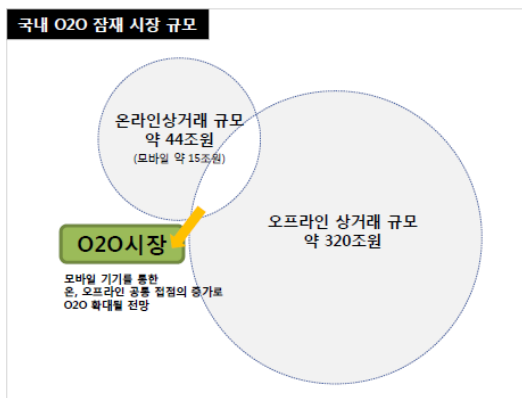 국내 O2O 잠재 시장 규모
온라인상거래 규모
약 44조원
(모바일 약 15조원)
오프라인 상거래 규모
약 320조원
O2O시장
모바일 기기를 통한
온, 오프라인 공통 접점의 증가로
O2O 확대될 전망